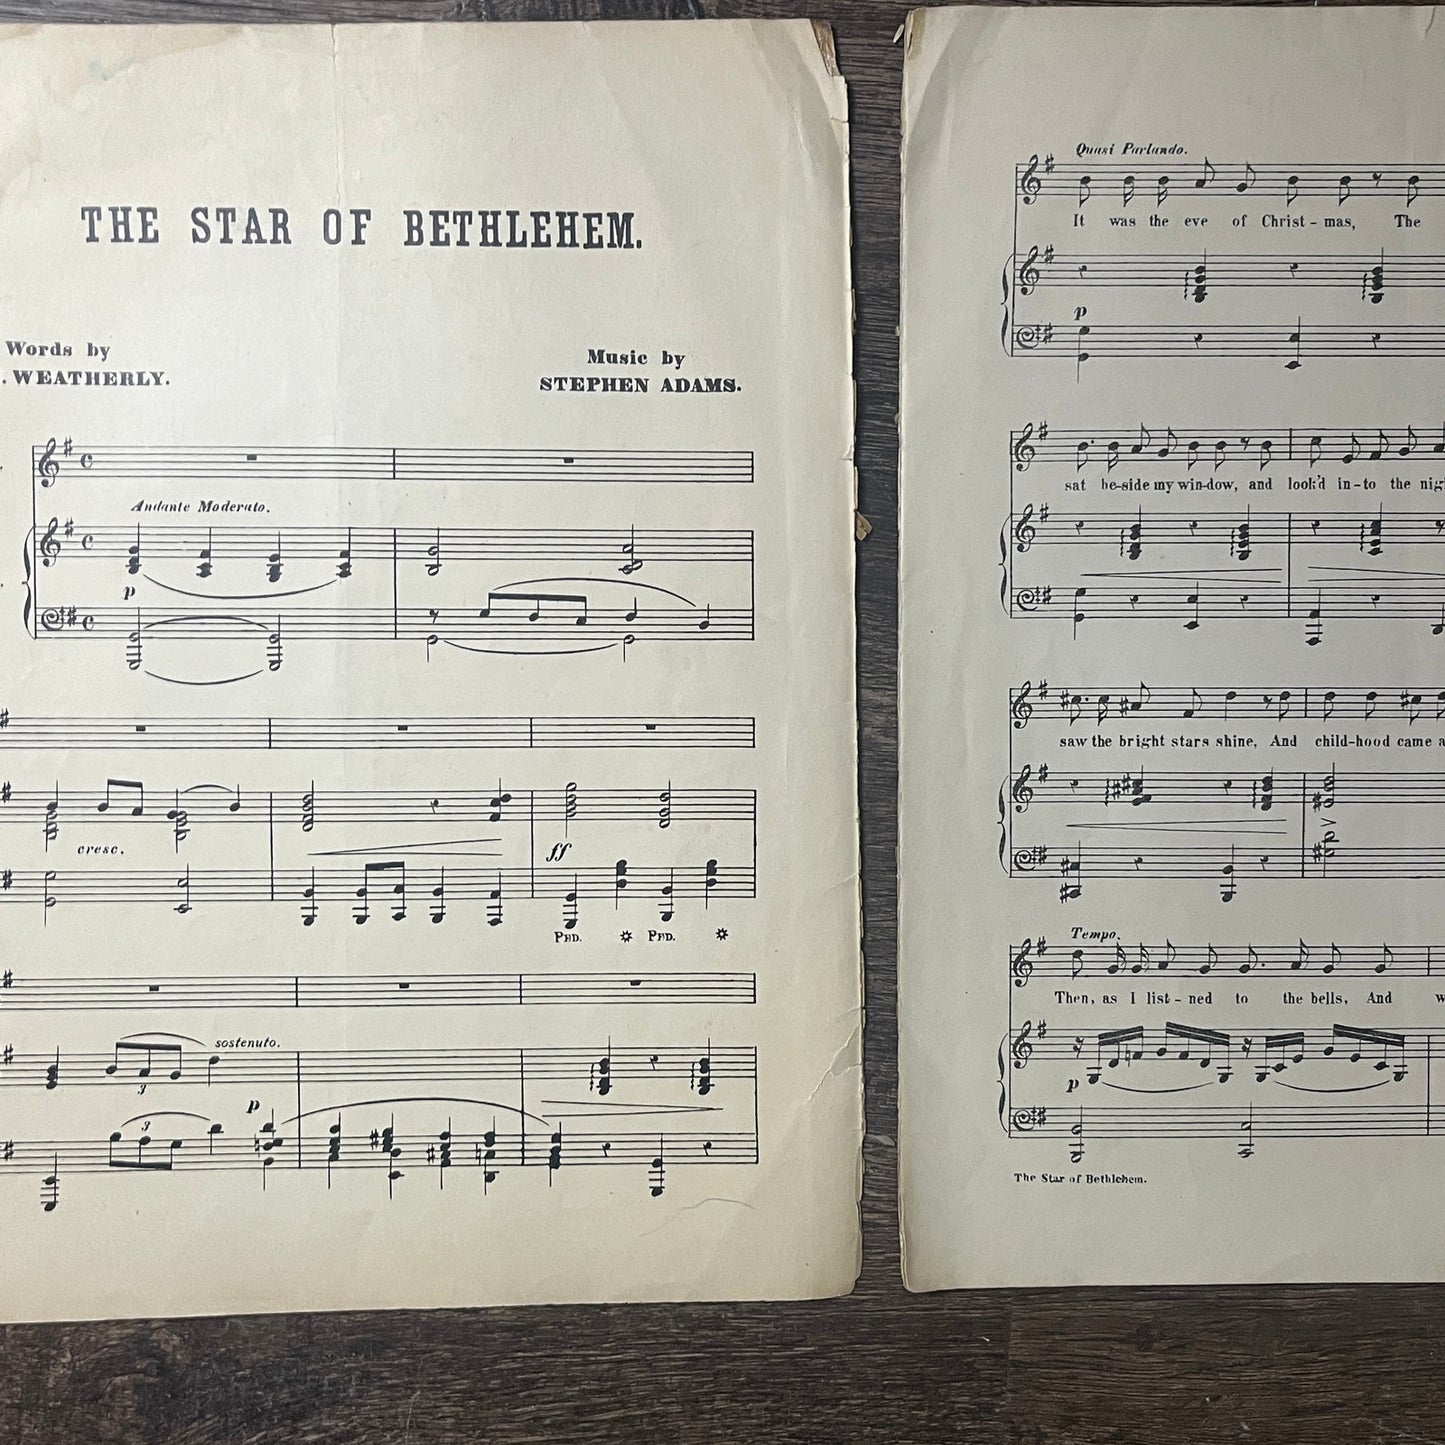 THE STAR OF BETHLEHEM.
Words by
. WEATHERLY.
Music by
STEPHEN ADAMS.
Andante Moderato.
p
cresc.
ff
PED. PED.
3
sostenuto.
3
p
Quasi Parlando.
It was the eve of Christ - mas, The
p
sat be-side my win-dow, and look'd in-to the
saw the bright stars shine, And child-hood came
Tempo.
Then, as I list - ned to the bells, And
p
The Star of Bethlehem.